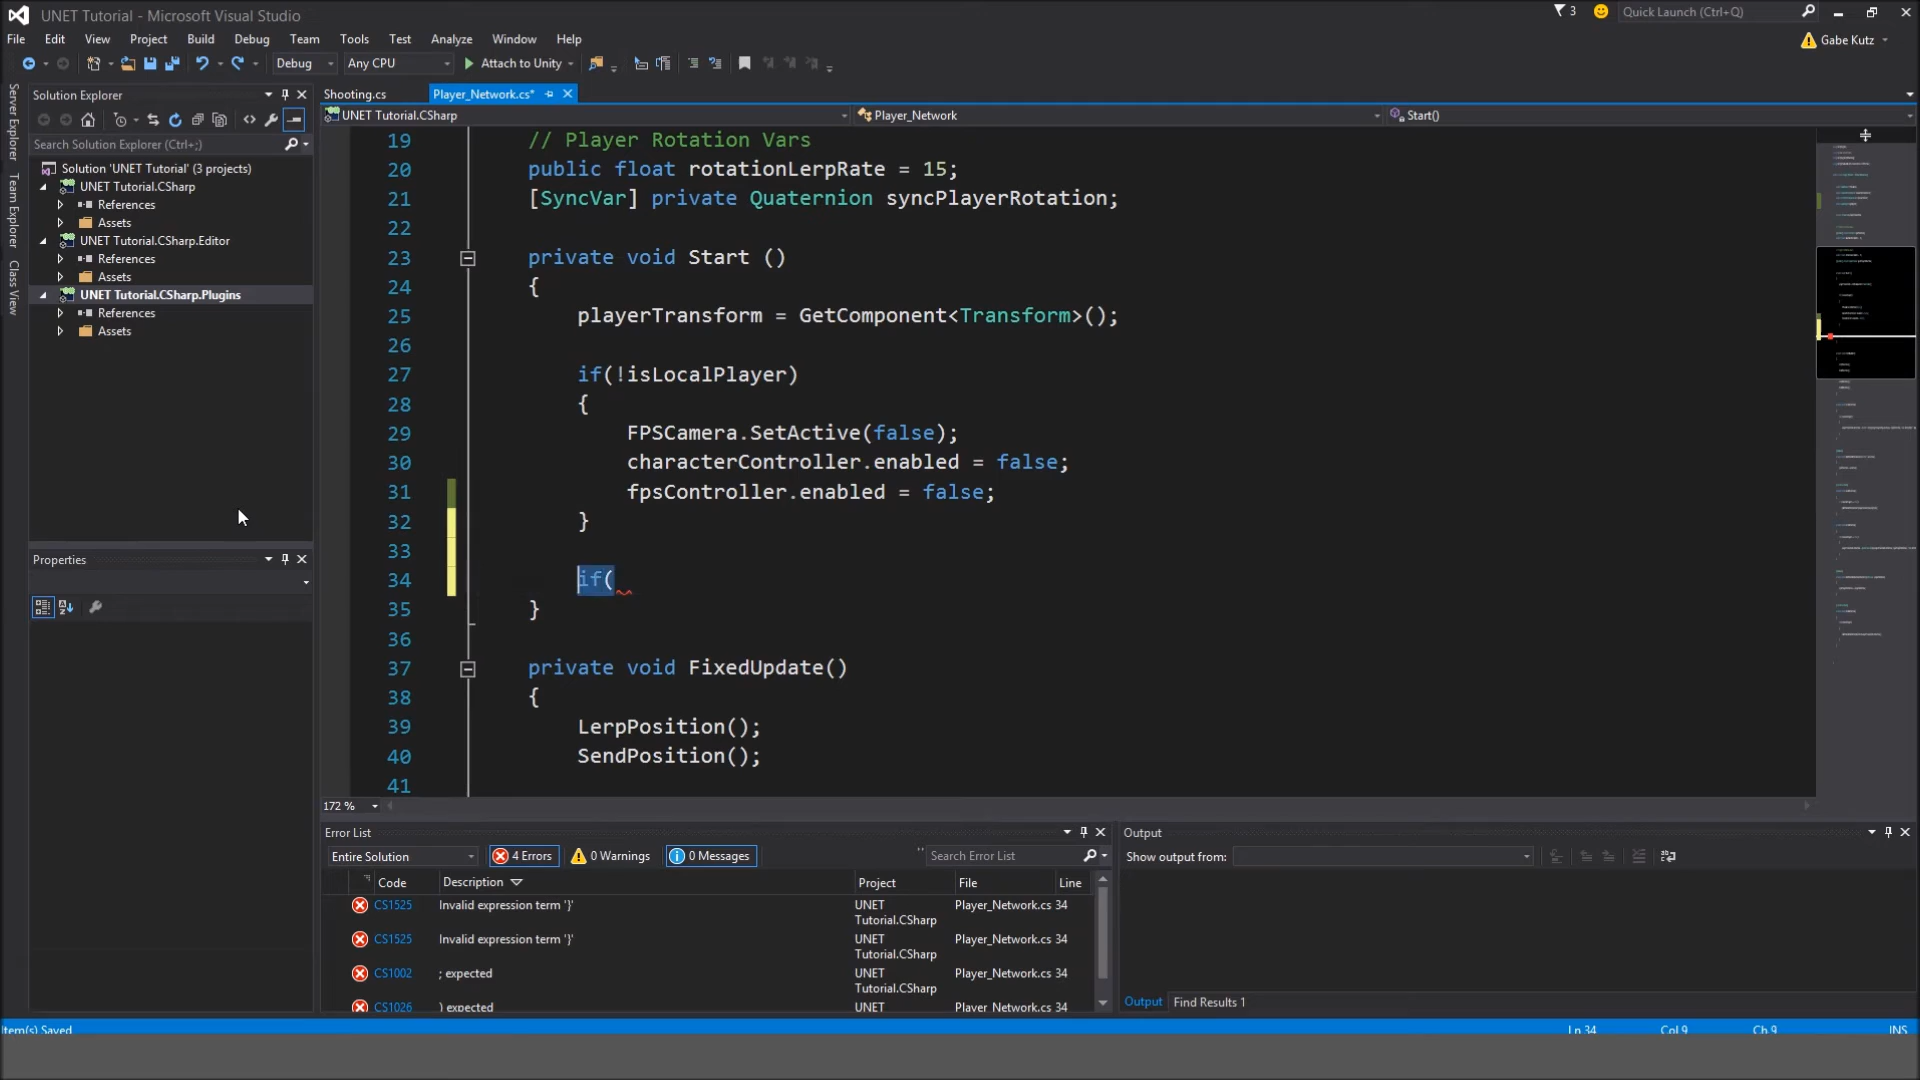 UNET Tutorial - Microsoft Visual Studio
3
Quick Launch (Ctrl+Q)
File Edit View Project Build Debug Team Tools Test Analyze Window Help
Gabe Kutz
Debug Any CPU Attach to Unity
Server Explorer
Team Explorer
Class View
Solution Explorer
Search Solution Explorer (Ctrl+;)
Solution 'UNET Tutorial' (3 projects)
UNET Tutorial.CSharp
References
Assets
UNET Tutorial.CSharp.Editor
References
Assets
UNET Tutorial.CSharp.Plugins
References
Assets
Properties
Shooting.cs Player_Network.cs*
UNET Tutorial.CSharp Player_Network Start()
19 // Player Rotation Vars
20 public float rotationLerpRate = 15;
21 [SyncVar] private Quaternion syncPlayerRotation;
22
23 private void Start ()
24 {
25 playerTransform = GetComponent<Transform>();
26
27 if(!isLocalPlayer)
28 {
29 FPSCamera.SetActive(false);
30 characterController.enabled = false;
31 fpsController.enabled = false;
32 }
33
34 if(
35 }
36
37 private void FixedUpdate()
38 {
39 LerpPosition();
40 SendPosition();
41
172 %
Error List
Entire Solution 4 Errors 0 Warnings 0 Messages Search Error List
Code Description Project File Line
CS1525 Invalid expression term '}' UNET Tutorial.CSharp Player_Network.cs 34
CS1525 Invalid expression term '}' UNET Tutorial.CSharp Player_Network.cs 34
CS1002 ; expected UNET Tutorial.CSharp Player_Network.cs 34
CS1026 ) expected UNET Player_Network.cs 34
Output
Show output from:
Output Find Results 1
Item(s) Saved Ln 34 Col 9 Ch 9 INS